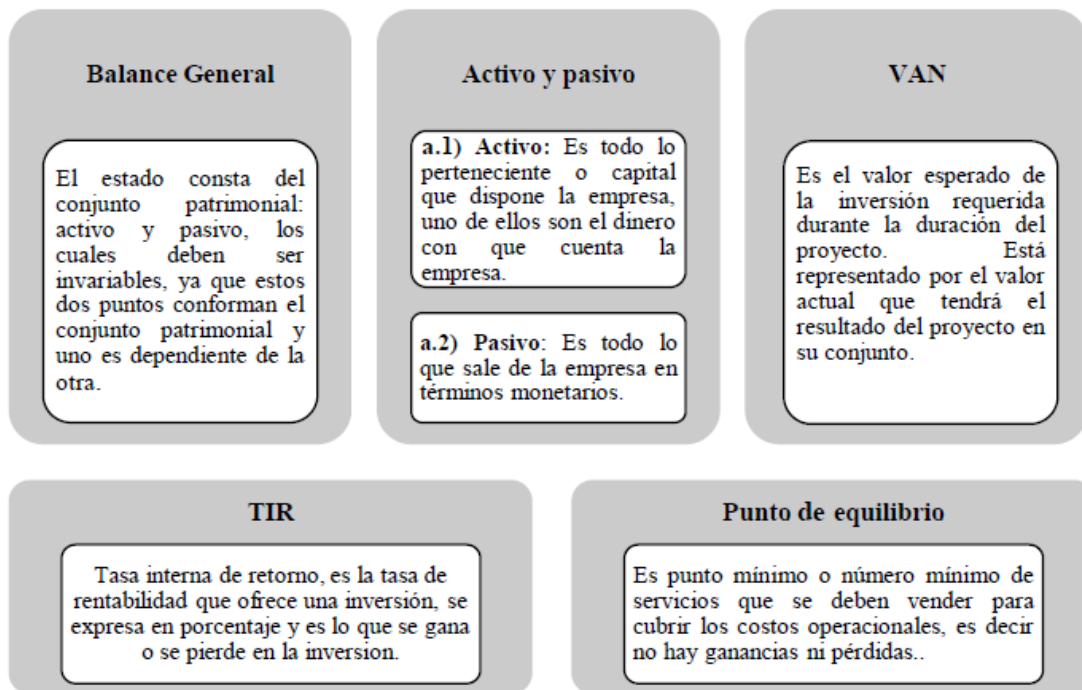 Balance General
El estado consta del
conjunto patrimonial:
activo y pasivo, los
cuales deben ser
invariables, ya que estos
dos puntos conforman el
conjunto patrimonial y
uno es dependiente de la
otra.
Activo y pasivo
a.1) Activo: Es todo lo
perteneciente o capital
que dispone la empresa,
uno de ellos son el dinero
con que cuenta la
empresa.
a.2) Pasivo: Es todo lo
que sale de la empresa en
términos monetarios.
VAN
Es el valor esperado de
la inversión requerida
durante la duración del
proyecto. Está
representado por el valor
actual que tendrá el
resultado del proyecto en
su conjunto.
TIR
Tasa interna de retorno, es la tasa de
rentabilidad que ofrece una inversión, se
expresa en porcentaje y es lo que se gana
o se pierde en la inversion.
Punto de equilibrio
Es punto mínimo o número mínimo de
servicios que se deben vender para
cubrir los costos operacionales, es decir
no hay ganancias ni pérdidas..